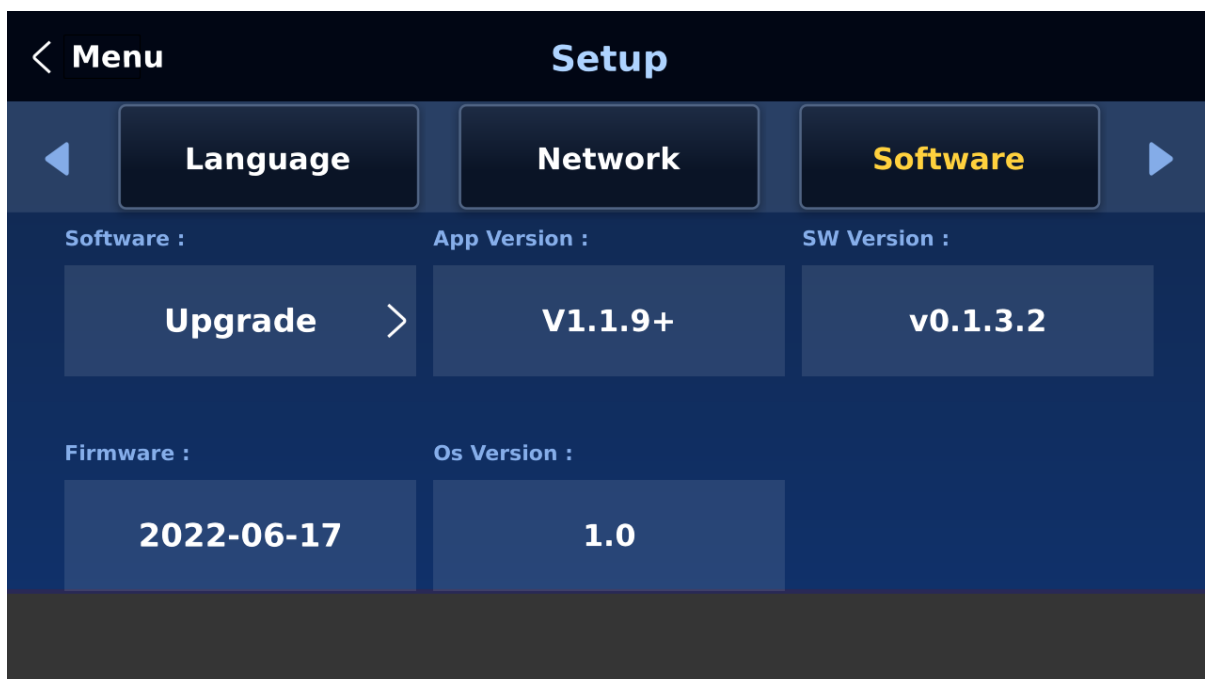 Menu
Setup
Language
Network
Software
Software :
App Version :
SW Version :
Upgrade
V1.1.9+
v0.1.3.2
Firmware :
Os Version :
2022-06-17
1.0